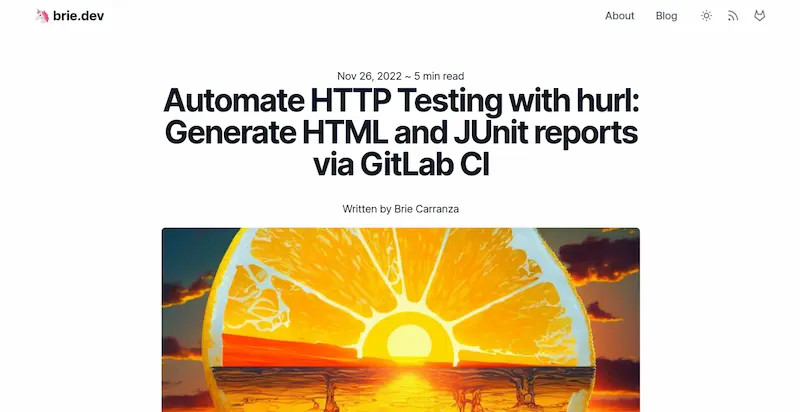 brie.dev
About
Blog
Nov 26, 2022 ~ 5 min read
Automate HTTP Testing with hurl:
Generate HTML and JUnit reports
via GitLab CI
Written by Brie Carranza